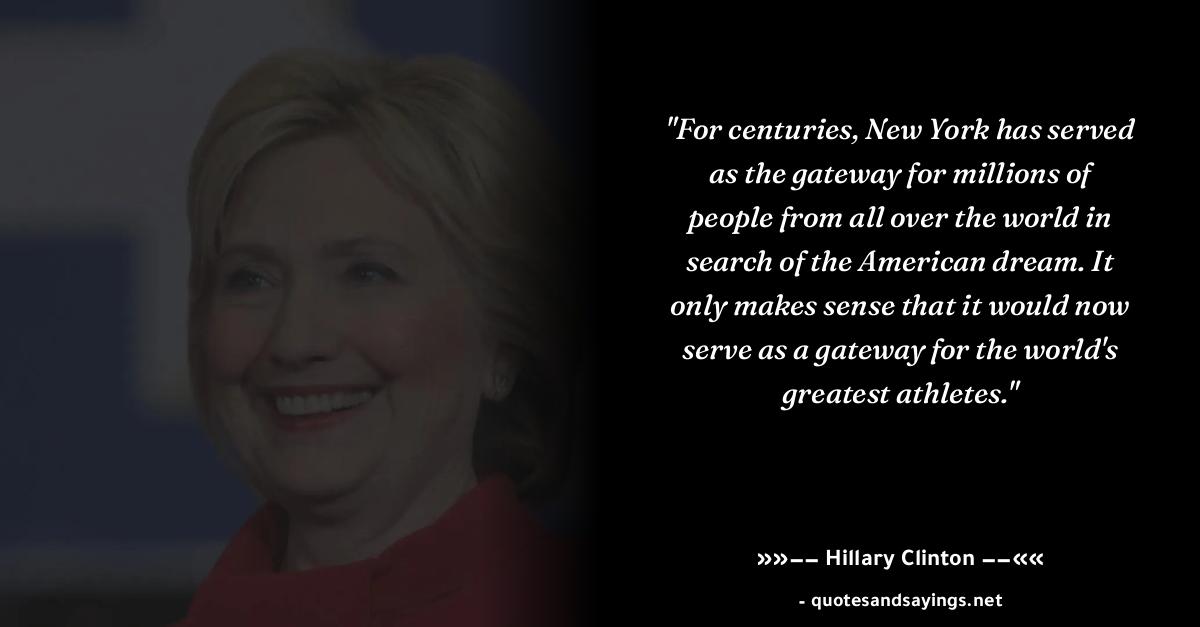 "For centuries, New York has served
as the gateway for millions of
people from all over the world in
search of the American dream. It
only makes sense that it would now
serve as a gateway for the world's
greatest athletes."
»»−− Hillary Clinton −−««
- quotesandsayings.net